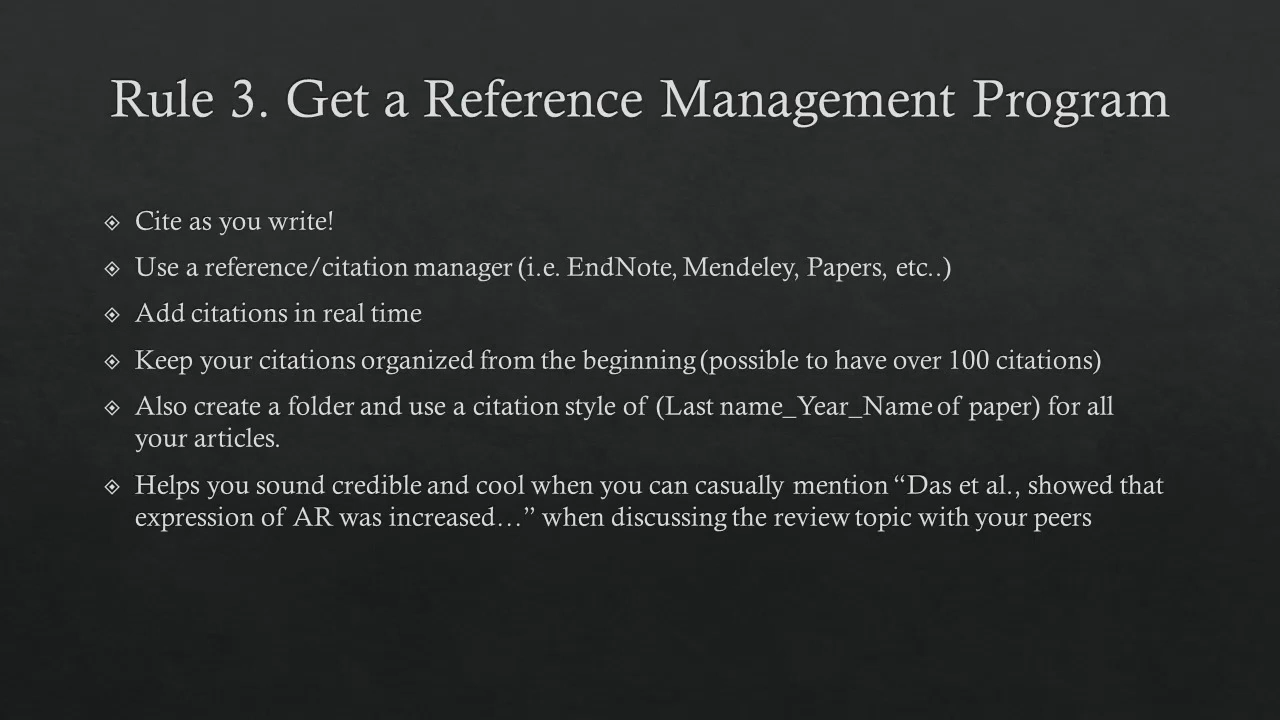 Rule 3. Get a Reference Management Program
Cite as you write!
Use a reference/citation manager (i.e. EndNote, Mendeley, Papers, etc..)
Add citations in real time
Keep your citations organized from the beginning (possible to have over 100 citations)
Also create a folder and use a citation style of (Last name_Year_Name of paper) for all
your articles.
Helps you sound credible and cool when you can casually mention “Das et al., showed that
expression of AR was increased…” when discussing the review topic with your peers